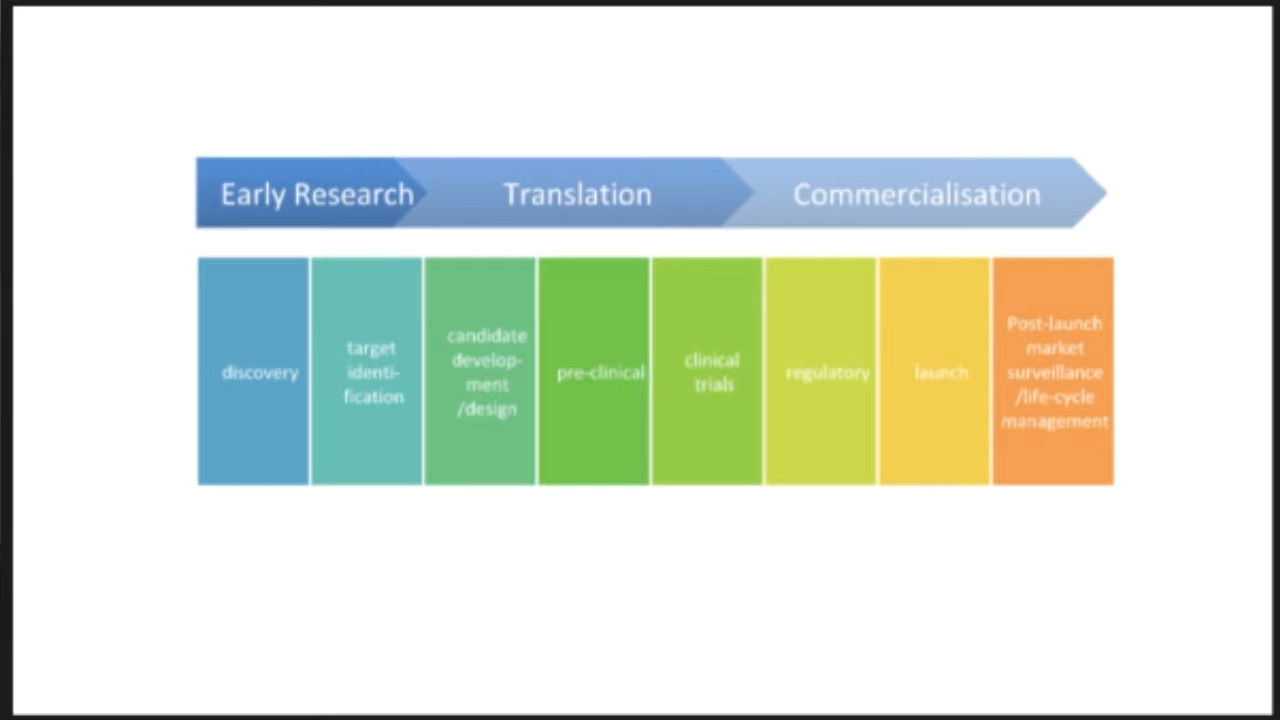 Early Research
Translation
Commercialisation
discovery
target
identi-
fication
candidate
develop-
ment
/design
pre-clinical
clinical
trials
regulatory
launch
Post-launch
market
surveillance
/life-cycle
management